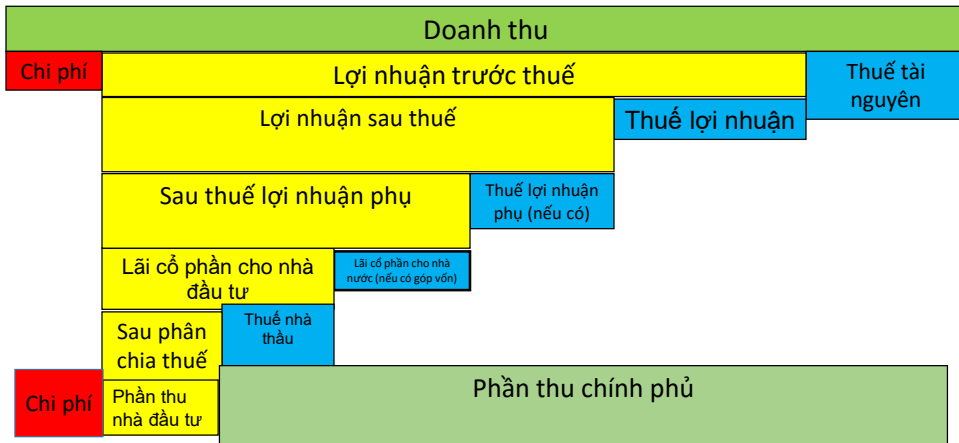 Doanh thu
Chi phí
Lợi nhuận trước thuế
Thuế tài
nguyên
Lợi nhuận sau thuế
Thuế lợi nhuận
Sau thuế lợi nhuận phụ
Thuế lợi nhuận
phụ (nếu có)
Lãi cổ phần cho nhà
đầu tư
Lãi cổ phần cho nhà
nước (nếu có góp vốn)
Sau phân
chia thuế
Thuế nhà
thầu
Chi phí
Phần thu
nhà đầu tư
Phần thu chính phủ